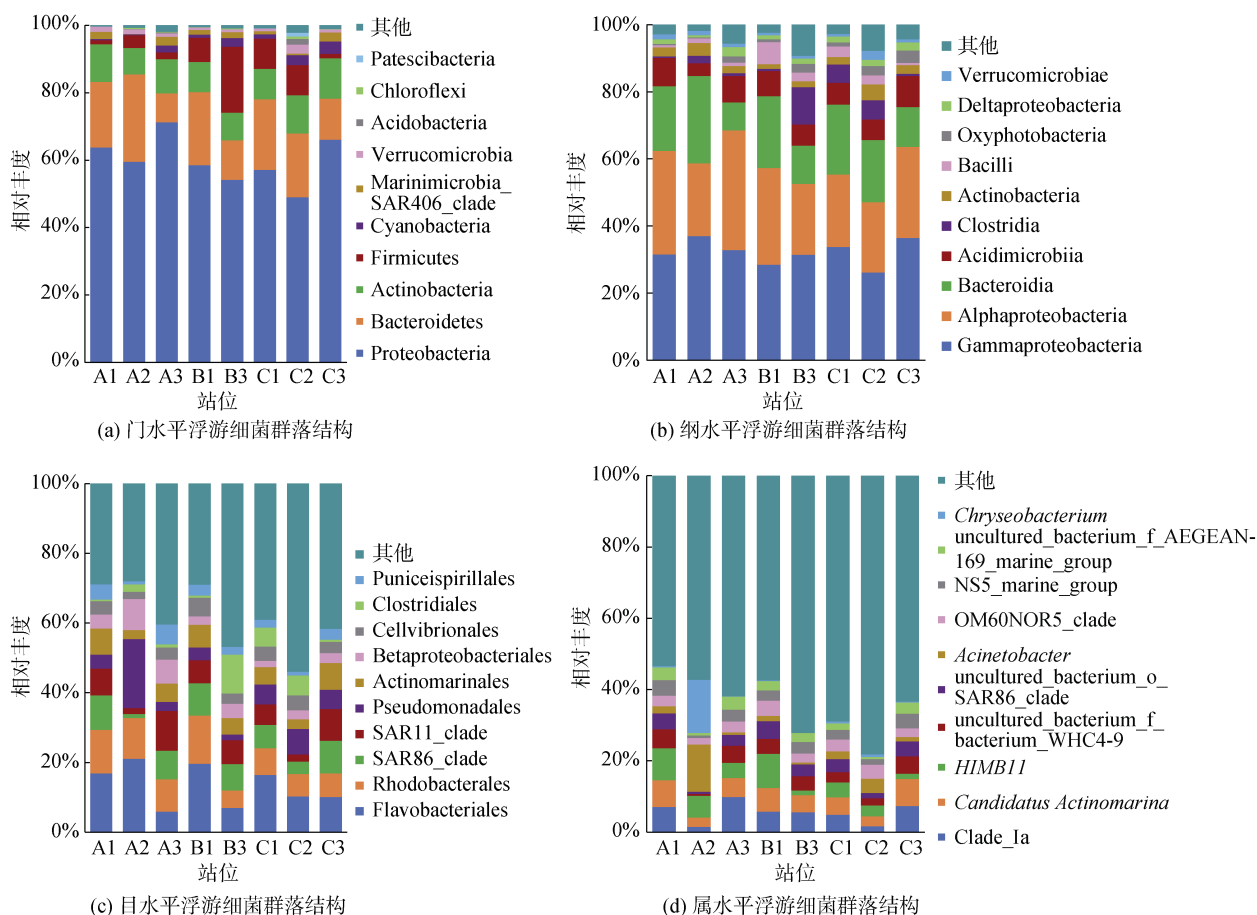 100%
80%
60%
40%
20%
0%
相对丰度
A1 A2 A3 B1 B3 C1 C2 C3
站位
其他
Patescibacteria
Chloroflexi
Acidobacteria
Verrucomicrobia
Marinimicrobia_
SAR406_clade
Cyanobacteria
Firmicutes
Actinobacteria
Bacteroidetes
Proteobacteria
(a) 门水平浮游细菌群落结构
100%
80%
60%
40%
20%
0%
相对丰度
A1 A2 A3 B1 B3 C1 C2 C3
站位
其他
Verrucomicrobiae
Deltaproteobacteria
Oxyphotobacteria
Bacilli
Actinobacteria
Clostridia
Acidimicrobiia
Bacteroidia
Alphaproteobacteria
Gammaproteobacteria
(b) 纲水平浮游细菌群落结构
100%
80%
60%
40%
20%
0%
相对丰度
A1 A2 A3 B1 B3 C1 C2 C3
站位
其他
Puniceispirillales
Clostridiales
Cellvibrionales
Betaproteobacteriales
Actinomarinales
Pseudomonadales
SAR11_clade
SAR86_clade
Rhodobacterales
Flavobacteriales
(c) 目水平浮游细菌群落结构
100%
80%
60%
40%
20%
0%
相对丰度
A1 A2 A3 B1 B3 C1 C2 C3
站位
其他
Chryseobacterium
uncultured_bacterium_f_AEGEAN-
169_marine_group
NS5_marine_group
OM60NOR5_clade
Acinetobacter
uncultured_bacterium_o_
SAR86_clade
uncultured_bacterium_f_
bacterium_WHC4-9
HIMB11
Candidatus Actinomarina
Clade_Ia
(d) 属水平浮游细菌群落结构